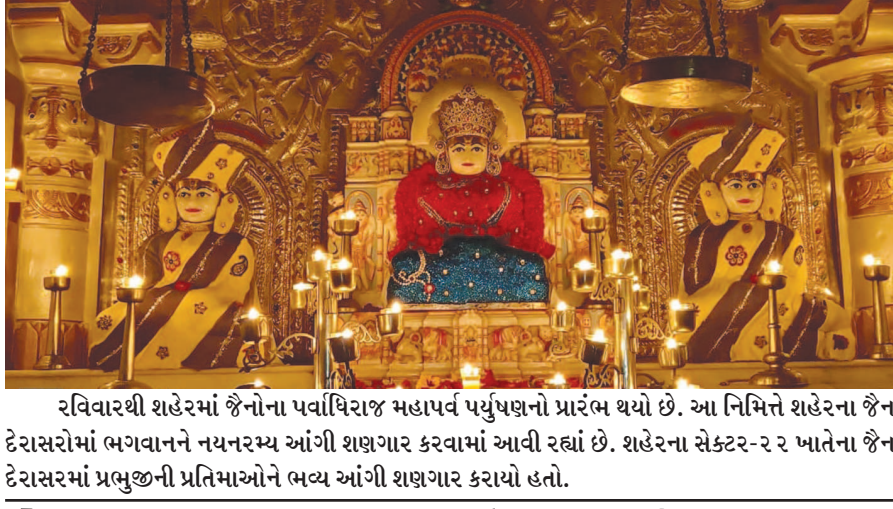 રવિવારથી શહેરમાં જૈનોના પર્વાધિરાજ મહાપર્વ પર્યુષણનો પ્રારંભ થયો છે. આ નિમિત્તે શહેરના જૈન
દેરાસરોમાં ભગવાનને નયનરમ્ય આંગી શણગાર કરવામાં આવી રહ્યાં છે. શહેરના સેક્ટર-૨૨ ખાતેના જૈન
દેરાસરમાં પ્રભુજીની પ્રતિમાઓને ભવ્ય આંગી શણગાર કરાયો હતો.